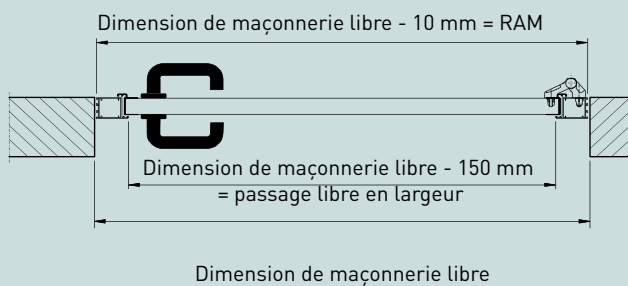 Dimension de maçonnerie libre - 10 mm = RAM
Dimension de maçonnerie libre - 150 mm
= passage libre en largeur
Dimension de maçonnerie libre